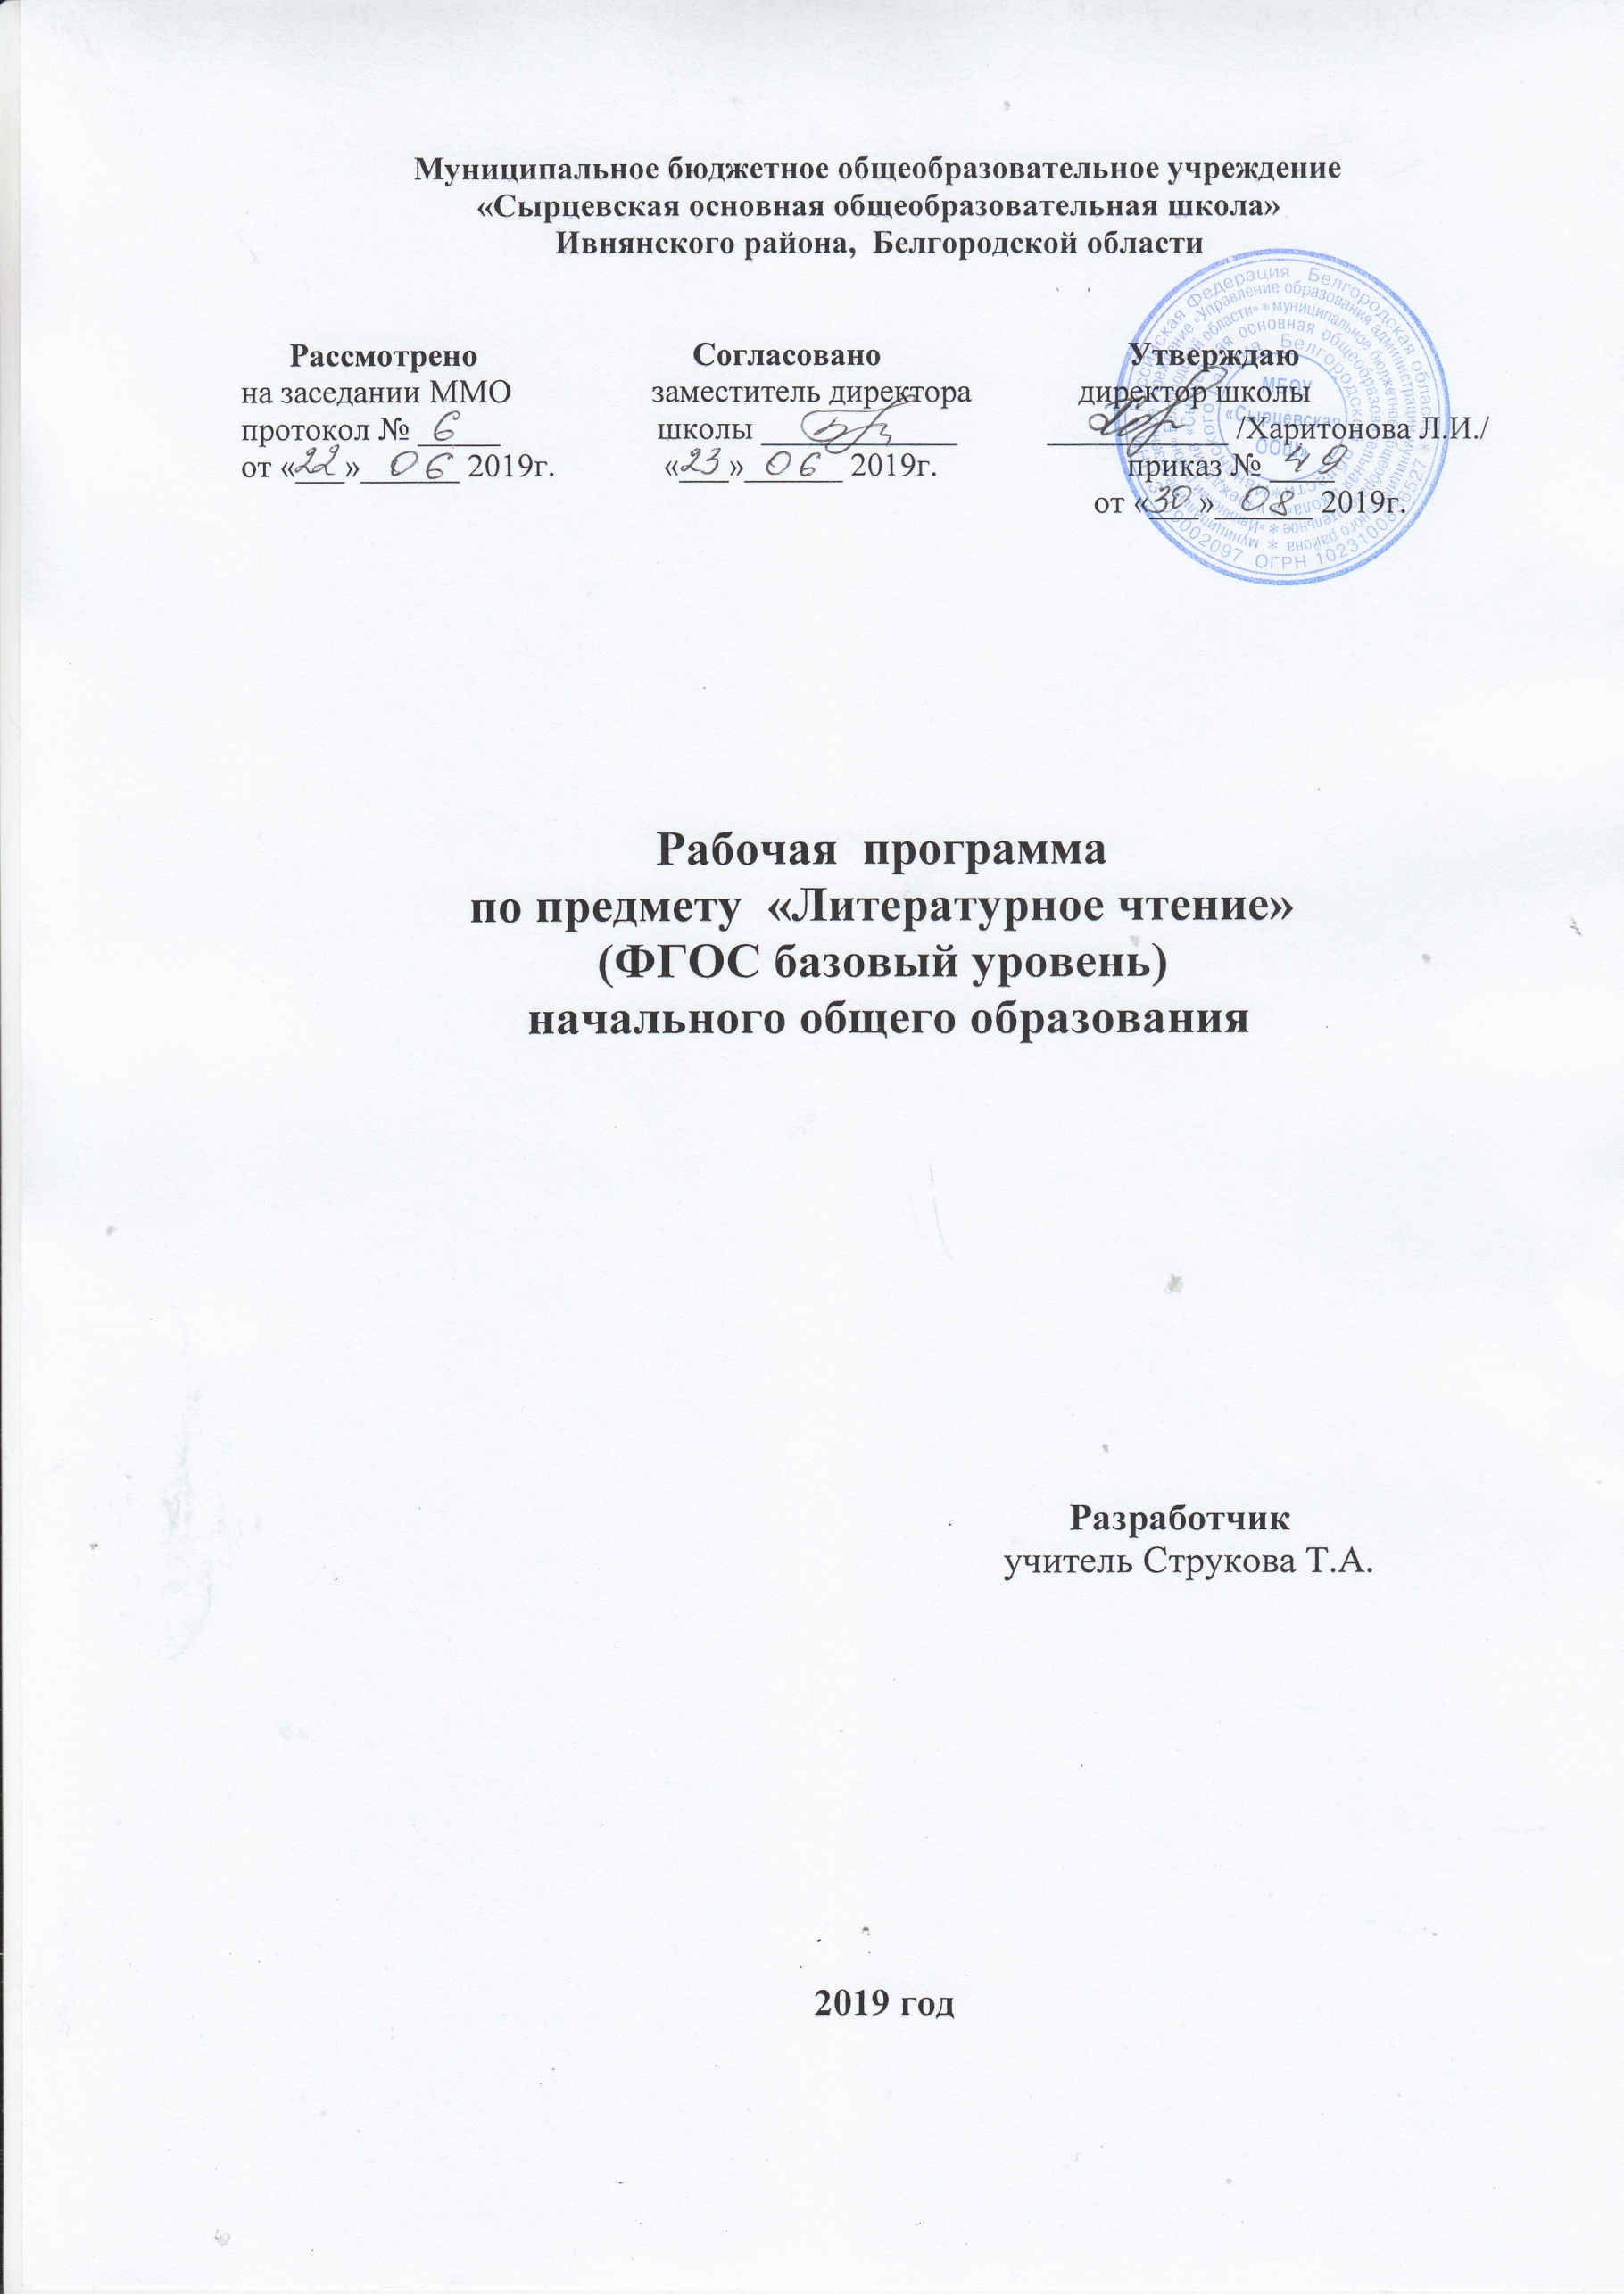 Муниципальное бюджетное общеобразовательное учреждение
«Сырцевская основная общеобразовательная школа»
Ивнянского района, Белгородской области
Рассмотрено
на заседании ММО
протокол № 6
от «22» 06 2019г.
Согласовано
заместитель директора
школы
«23» 06 2019г.
Утверждаю
директор школы
/Харитонова Л.И./
приказ № 49
от «30» 08 2019г.
МБОУ
«Сырцевская
ООШ»
Рабочая программа
по предмету «Литературное чтение»
(ФГОС базовый уровень)
начального общего образования
Разработчик
учитель Струкова Т.А.
2019 год